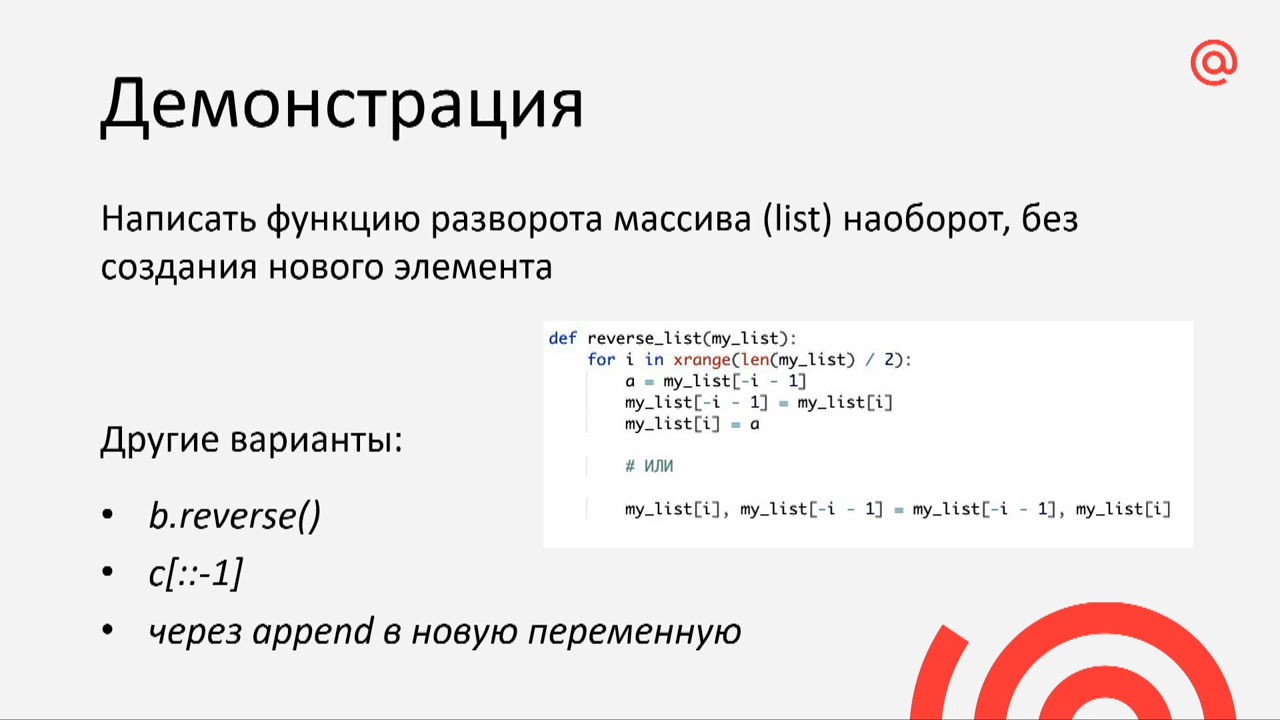 Демонстрация
Написать функцию разворота массива (list) наоборот, без
создания нового элемента
def reverse_list(my_list):
    for i in xrange(len(my_list) / 2):
        a = my_list[-i - 1]
        my_list[-i - 1] = my_list[i]
        my_list[i] = a
        # ИЛИ
        my_list[i], my_list[-i - 1] = my_list[-i - 1], my_list[i]
Другие варианты:
• b.reverse()
• c[::-1]
• через append в новую переменную